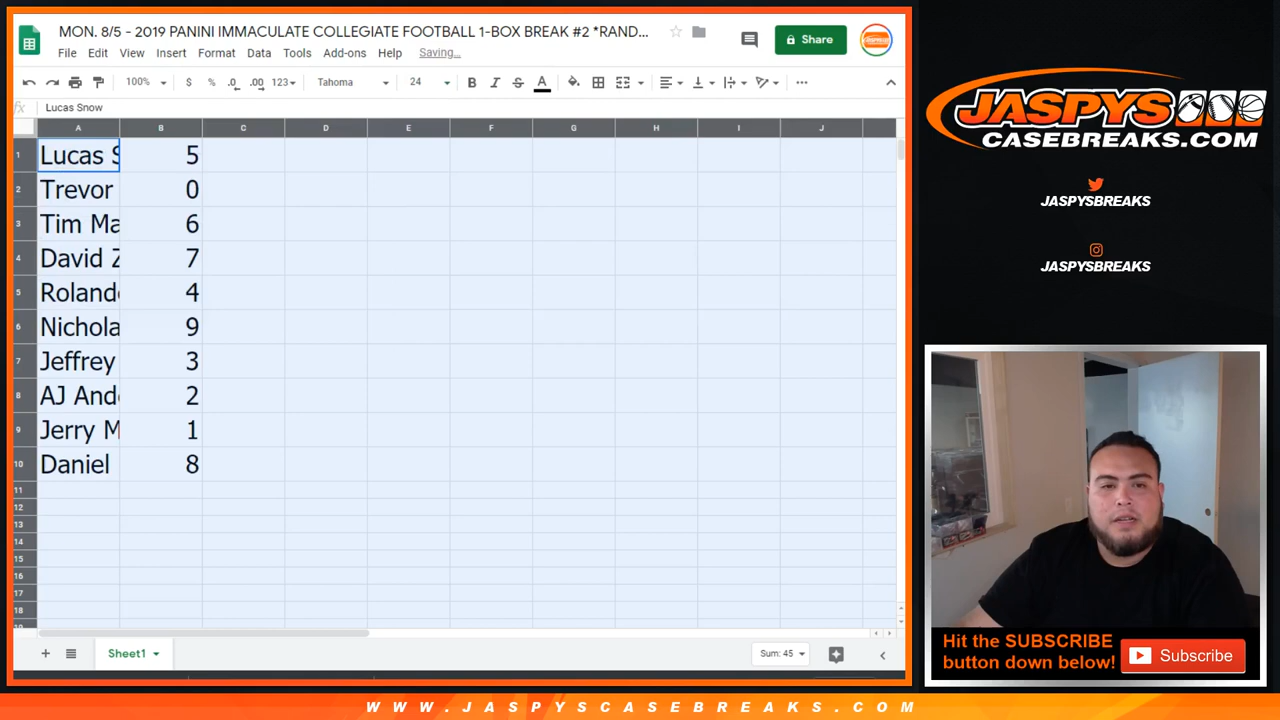 MON. 8/5 - 2019 PANINI IMMACULATE COLLEGIATE FOOTBALL 1-BOX BREAK #2 *RAND...
Share
File Edit View Insert Format Data Tools Add-ons Help Saving...
100% $ % .0 .00 123 Tahoma 24 B I S A
fx Lucas Snow
A B C D E F G H I J
1 Lucas S 5
2 Trevor 0
3 Tim Ma 6
4 David Z 7
5 Roland 4
6 Nichola 9
7 Jeffrey 3
8 AJ And 2
9 Jerry M 1
10 Daniel 8
11
12
13
14
15
16
17
18
Sheet1
Sum: 45
JASPYS
CASEBREAKS.COM
JASPYSBREAKS
JASPYSBREAKS
Hit the SUBSCRIBE
button down below!
Subscribe
WWW.JASPYSCASEBREAKS.COM